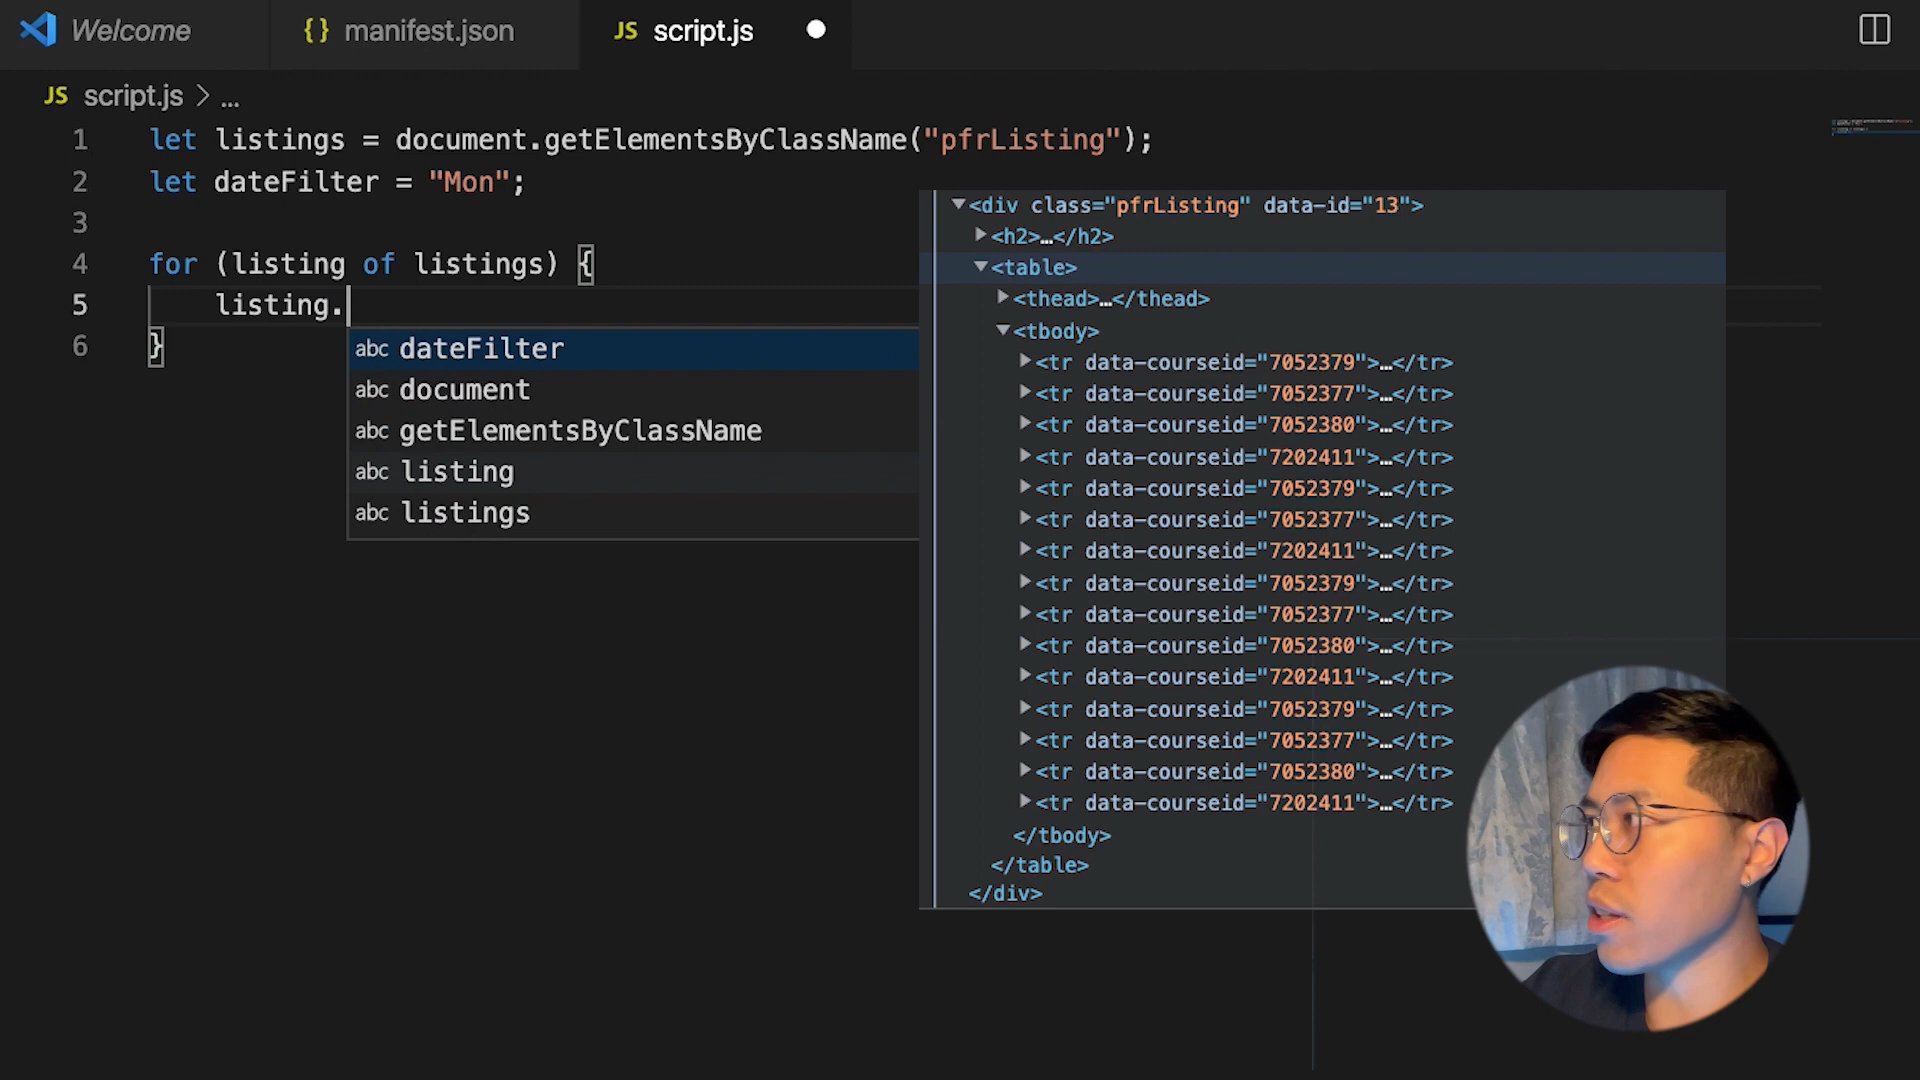 Welcome
{} manifest.json
JS script.js
JS script.js > ...
1 let listings = document.getElementsByClassName("pfrListing");
2 let dateFilter = "Mon";
3
4 for (listing of listings) {
5 listing.
6 }
abc dateFilter
abc document
abc getElementsByClassName
abc listing
abc listings
▼<div class="pfrListing" data-id="13">
▶<h2>…</h2>
▼<table>
▶<thead>…</thead>
▼<tbody>
▶<tr data-courseid="7052379">…</tr>
▶<tr data-courseid="7052377">…</tr>
▶<tr data-courseid="7052380">…</tr>
▶<tr data-courseid="7202411">…</tr>
▶<tr data-courseid="7052379">…</tr>
▶<tr data-courseid="7052377">…</tr>
▶<tr data-courseid="7202411">…</tr>
▶<tr data-courseid="7052379">…</tr>
▶<tr data-courseid="7052377">…</tr>
▶<tr data-courseid="7052380">…</tr>
▶<tr data-courseid="7202411">…</tr>
▶<tr data-courseid="7052379">…</tr>
▶<tr data-courseid="7052377">…</tr>
▶<tr data-courseid="7052380">…</tr>
▶<tr data-courseid="7202411">…</tr>
</tbody>
</table>
</div>